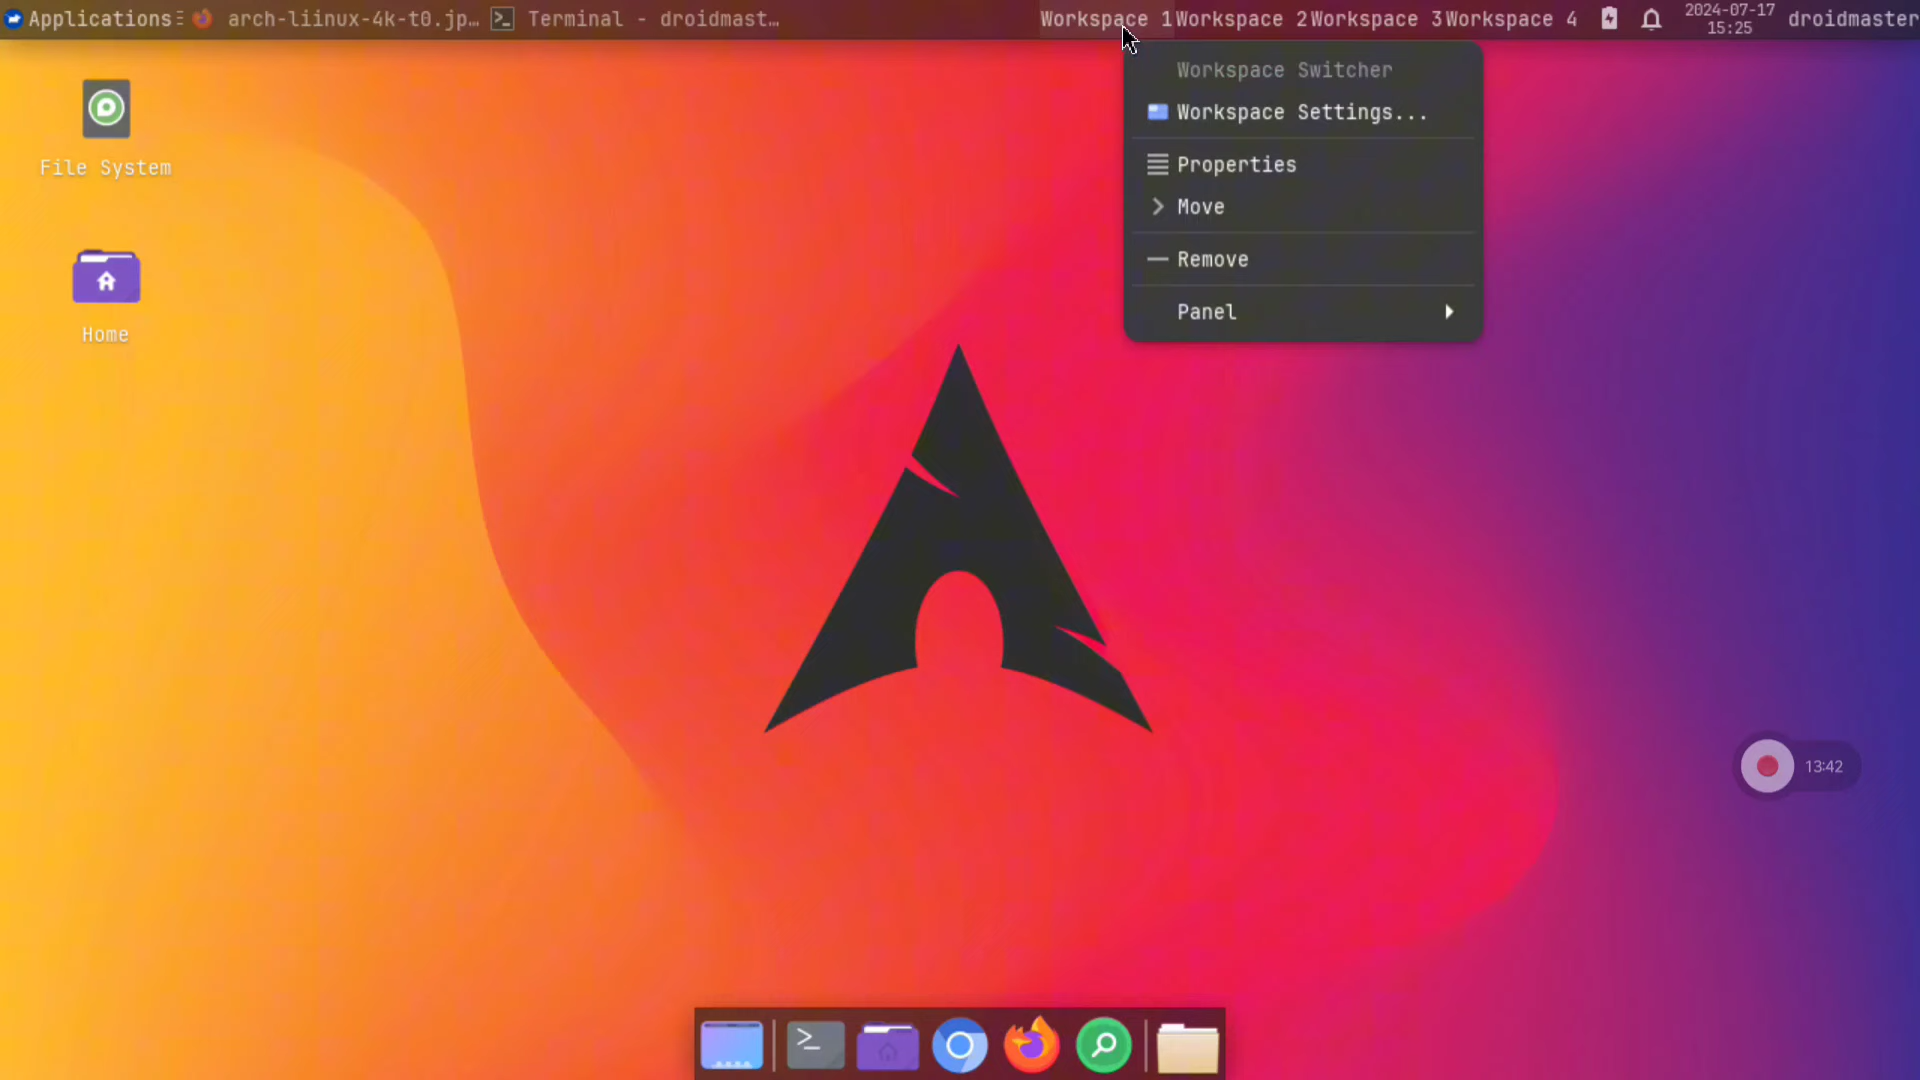 Applications
arch-liinux-4k-t0.jp…
Terminal - droidmast…
Workspace 1
Workspace 2
Workspace 3
Workspace 4
2024-07-17
15:25
droidmaster
Workspace Switcher
Workspace Settings...
Properties
Move
Remove
Panel
File System
Home
13:42